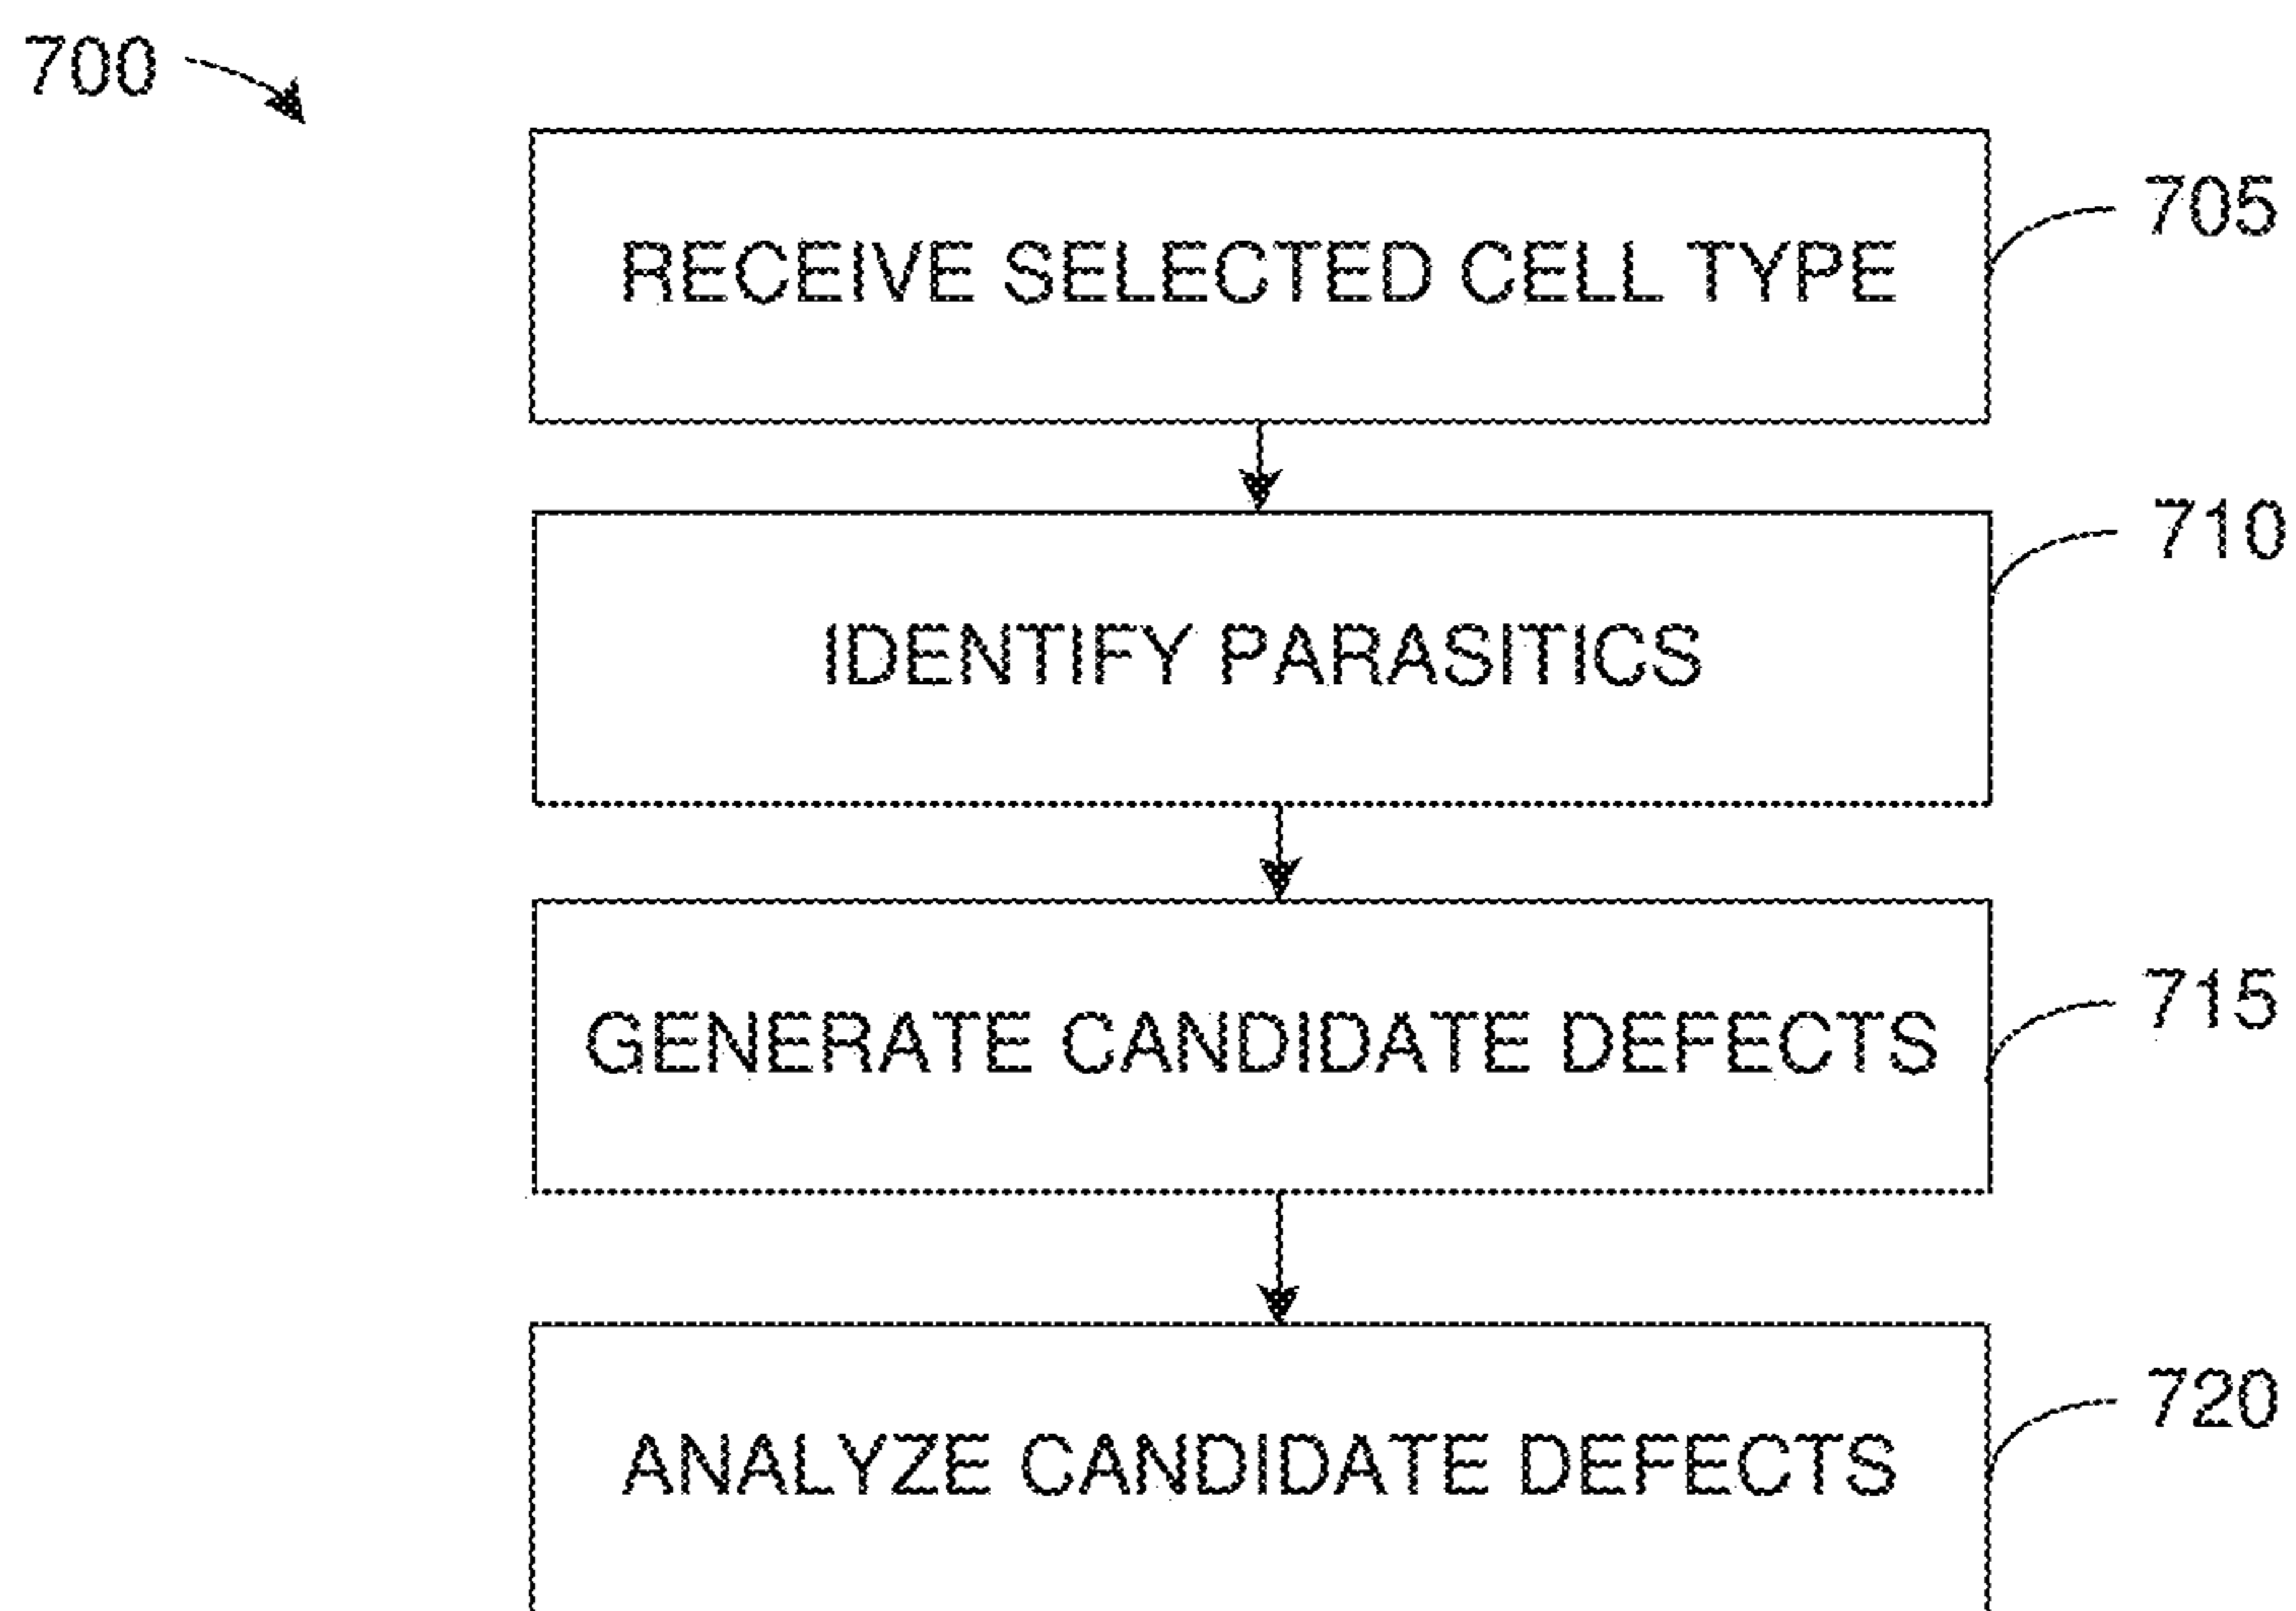 700
RECEIVE SELECTED CELL TYPE
705
IDENTIFY PARASITICS
710
GENERATE CANDIDATE DEFECTS
715
ANALYZE CANDIDATE DEFECTS
720